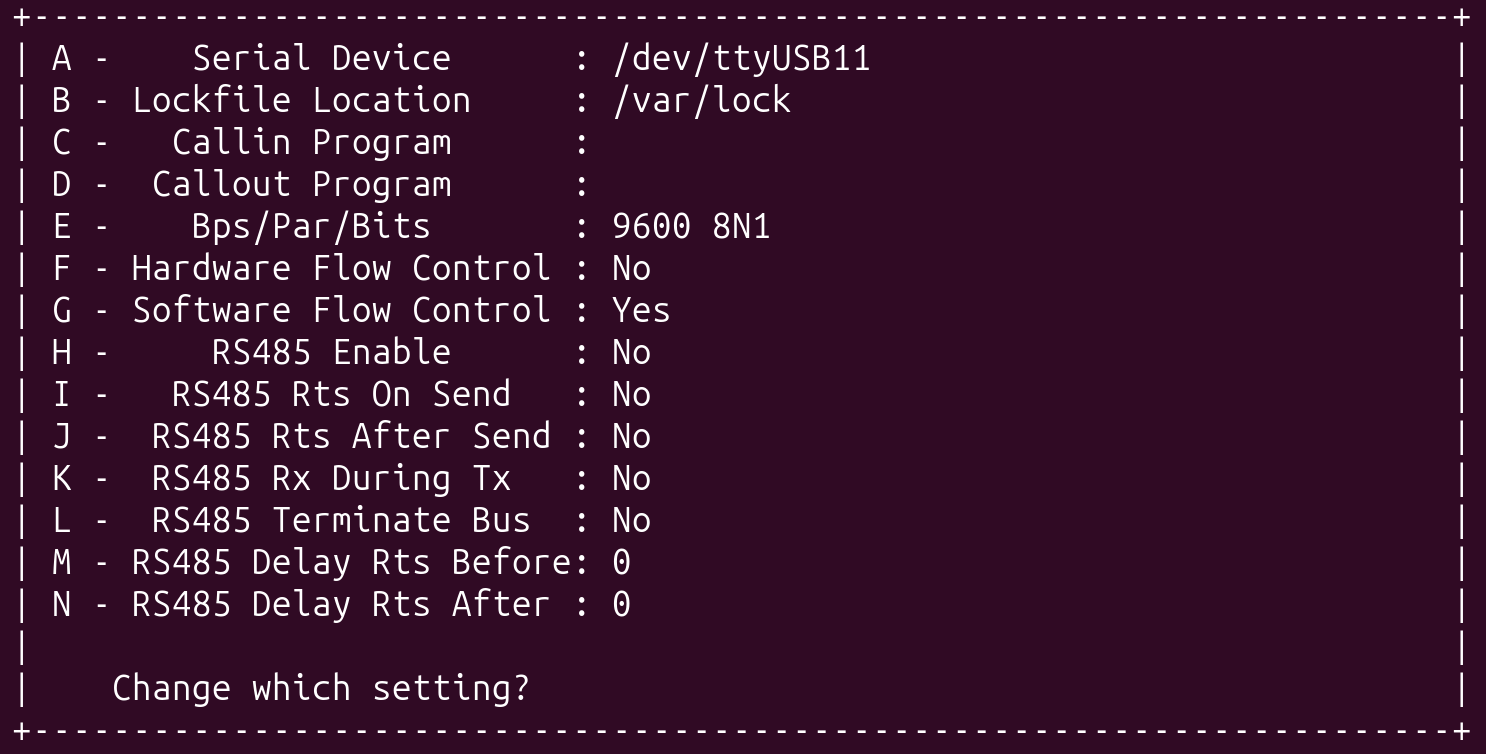 +-----------------------------------------------------------------------+
| A -    Serial Device      : /dev/ttyUSB11                             |
| B - Lockfile Location     : /var/lock                                 |
| C -   Callin Program      :                                           |
| D -  Callout Program      :                                           |
| E -    Bps/Par/Bits       : 9600 8N1                                  |
| F - Hardware Flow Control : No                                        |
| G - Software Flow Control : Yes                                       |
| H -     RS485 Enable      : No                                        |
| I -   RS485 Rts On Send   : No                                        |
| J -  RS485 Rts After Send : No                                        |
| K -  RS485 Rx During Tx   : No                                        |
| L -  RS485 Terminate Bus  : No                                        |
| M - RS485 Delay Rts Before: 0                                         |
| N - RS485 Delay Rts After : 0                                         |
|                                                                       |
|    Change which setting?                                              |
+-----------------------------------------------------------------------+